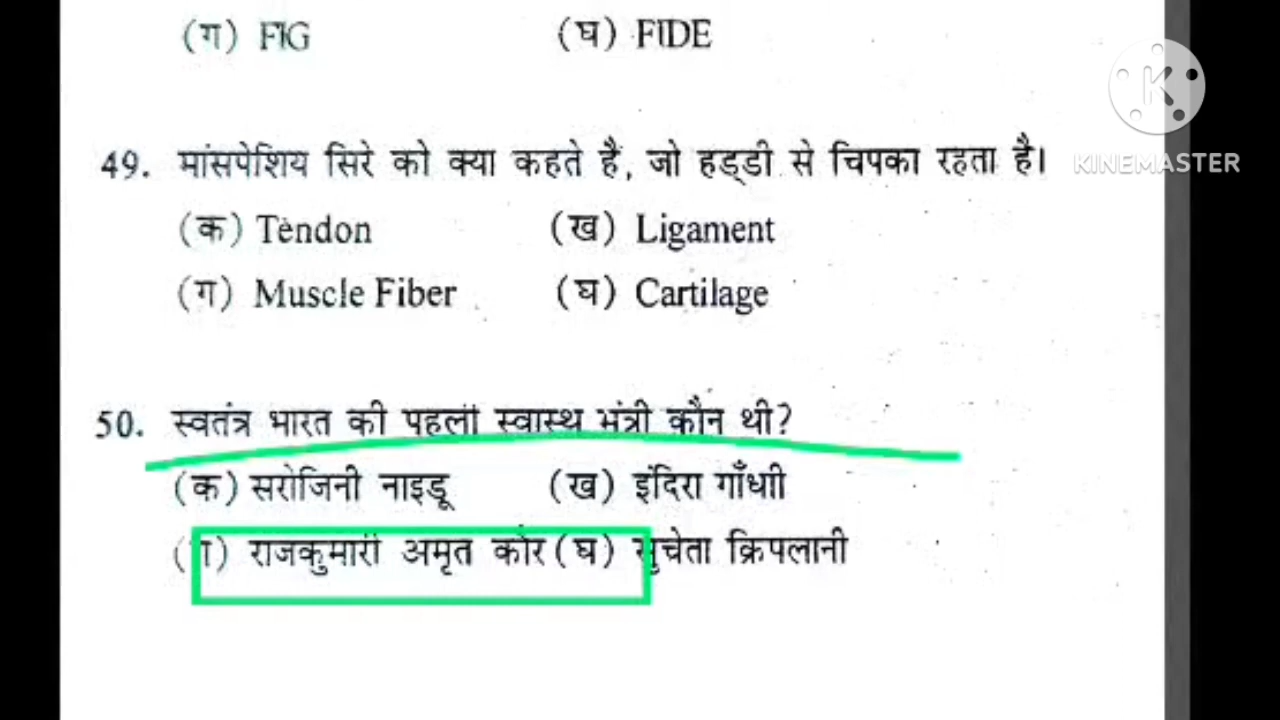 (ग) FIG (घ) FIDE
K
KINEMASTER
49. मांसपेशिय सिरे को क्या कहते हैं, जो हड्डी से चिपका रहता है।
(क) Tendon (ख) Ligament
(ग) Muscle Fiber (घ) Cartilage
50. स्वतंत्र भारत की पहली स्वास्थ मंत्री कौन थी?
(क) सरोजिनी नाइडू (ख) इंदिरा गाँधाी
(ग) राजकुमारी अमृत कोर (घ) सुचेता क्रिपलानी